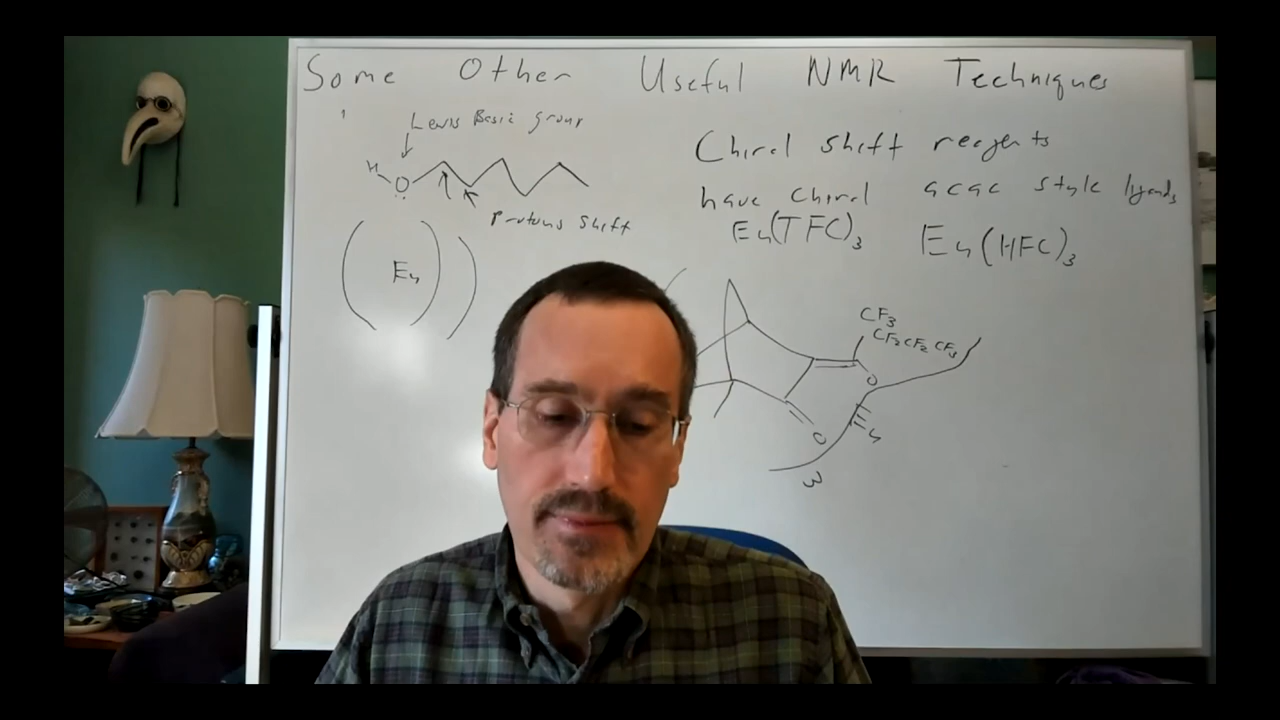 Some Other Useful NMR Techniques
Lewis Basic group
H
O
Protons Shift
Eu
Chiral shift reagents
have chiral acac style ligands
Eu(TFC)3 Eu(HFC)3
CF3
CF2CF2CF3
O
Eu
O
3